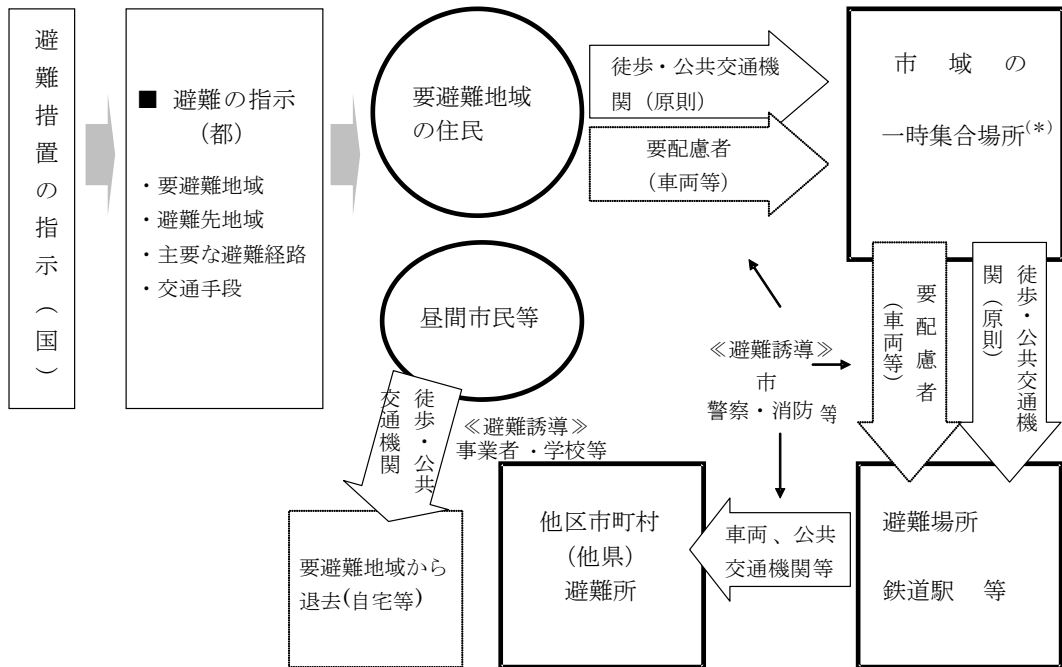 避難措置の指示（国）
■ 避難の指示
（都）
・要避難地域
・避難先地域
・主要な避難経路
・交通手段
要避難地域
の住民
徒歩・公共交通機
関（原則）
要配慮者
（車両等）
市域の
一時集合場所(*)
昼間市民等
徒歩・公共
交通機関
≪避難誘導≫
事業者・学校等
要避難地域から
退去(自宅等)
≪避難誘導≫
市
警察・消防等
徒歩・公共交通機
関（原則）
要配慮者
（車両等）
避難場所
鉄道駅 等
車両、公共
交通機関等
他区市町村
（他県）
避難所